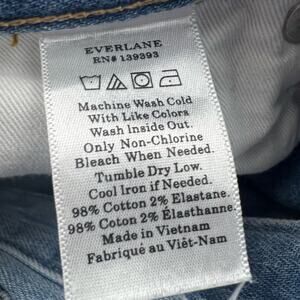 EVERLANE
RN# 139393
Machine Wash Cold
With Like Colors
Wash Inside Out.
Only Non-Chlorine
Bleach When Needed.
Tumble Dry Low.
Cool Iron if Needed.
98% Cotton 2% Elastane.
98% Coton 2% Élasthanne.
Made in Vietnam
Fabriqué au Viêt-Nam